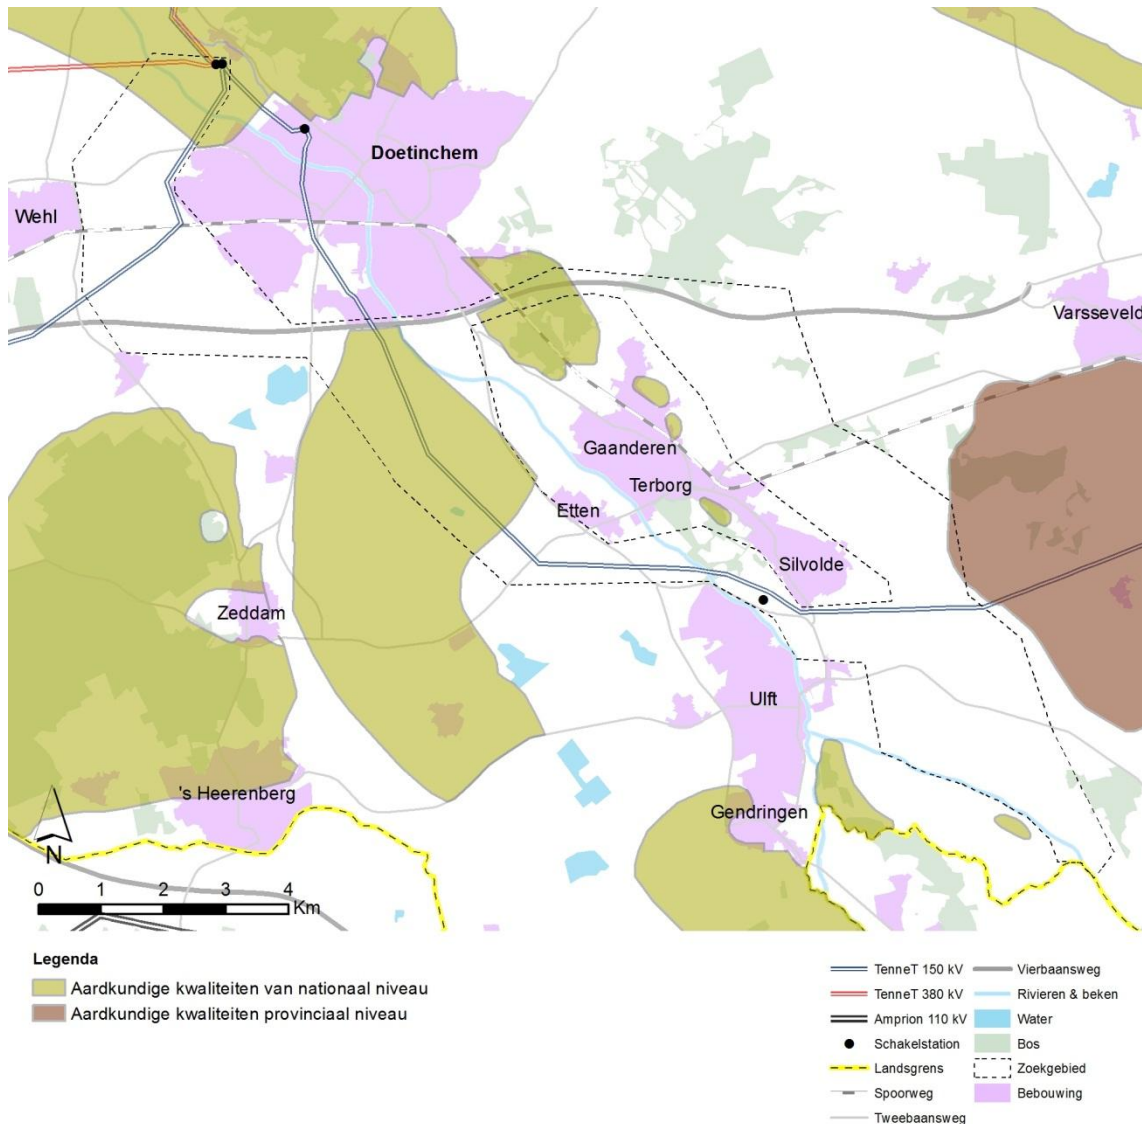 Doetinchem
Wehl
Varsseveld
Gaanderen
Terborg
Etten
Silvolde
Zeddam
Ulft
's Heerenberg
Gendringen
N
0 1 2 3 4
Km
Legenda
Aardkundige kwaliteiten van nationaal niveau
Aardkundige kwaliteiten provinciaal niveau
TenneT 150 kV
TenneT 380 kV
Amprion 110 kV
Schakelstation
Landsgrens
Spoorweg
Tweebaansweg
Vierbaansweg
Rivieren & beken
Water
Bos
Zoekgebied
Bebouwing